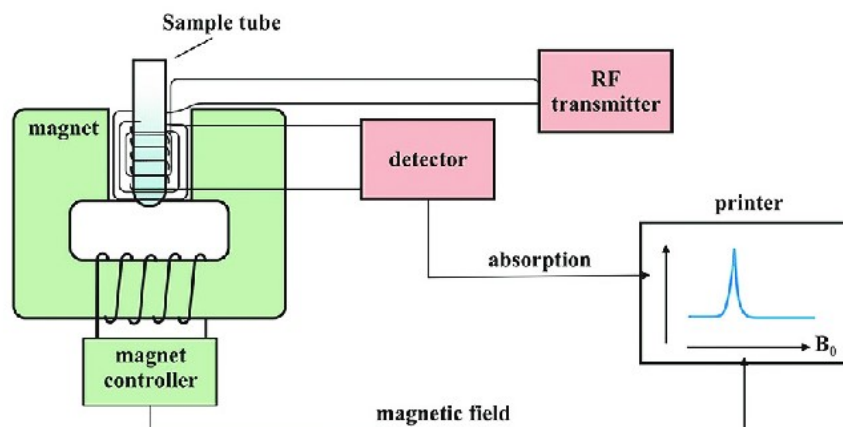 Sample tube
RF
transmitter
magnet
detector
printer
absorption
B₀
magnet
controller
magnetic field